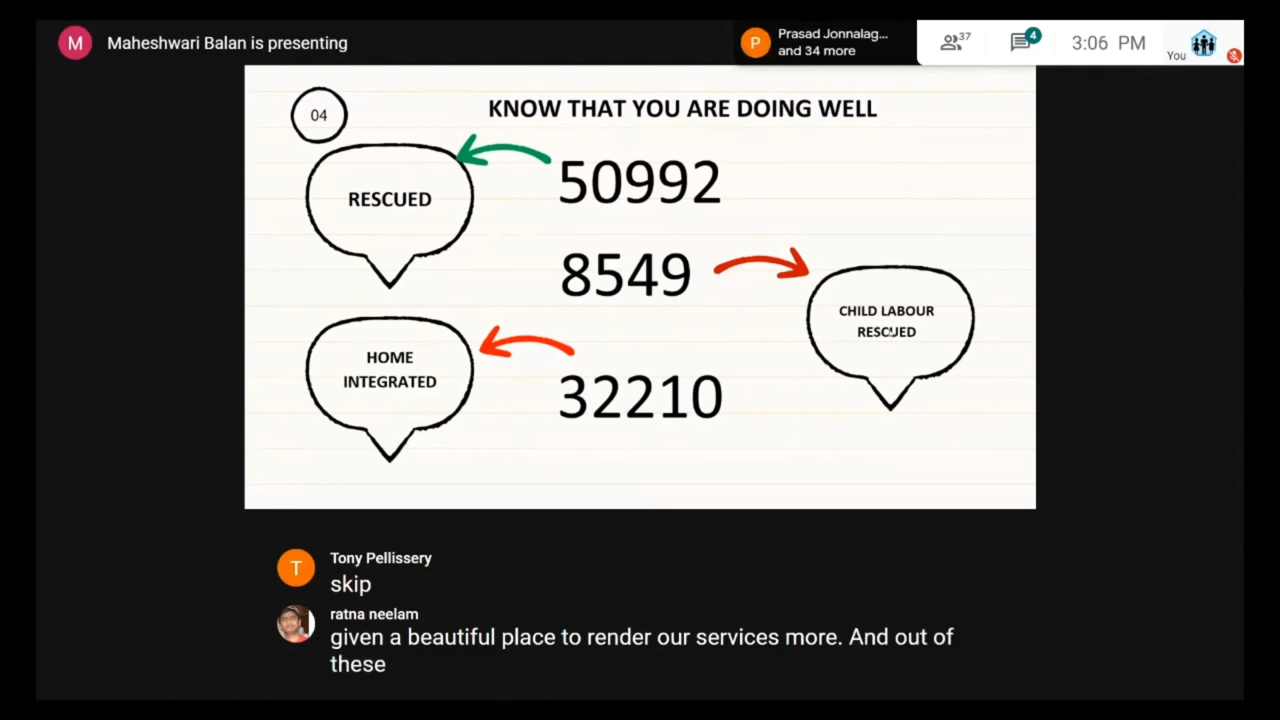 M
Maheshwari Balan is presenting
P
Prasad Jonnalag...
and 34 more
37
4
3:06 PM
You
04
KNOW THAT YOU ARE DOING WELL
RESCUED
50992
8549
CHILD LABOUR
RESCUED
HOME
INTEGRATED
32210
T
Tony Pellissery
skip
ratna neelam
given a beautiful place to render our services more. And out of
these